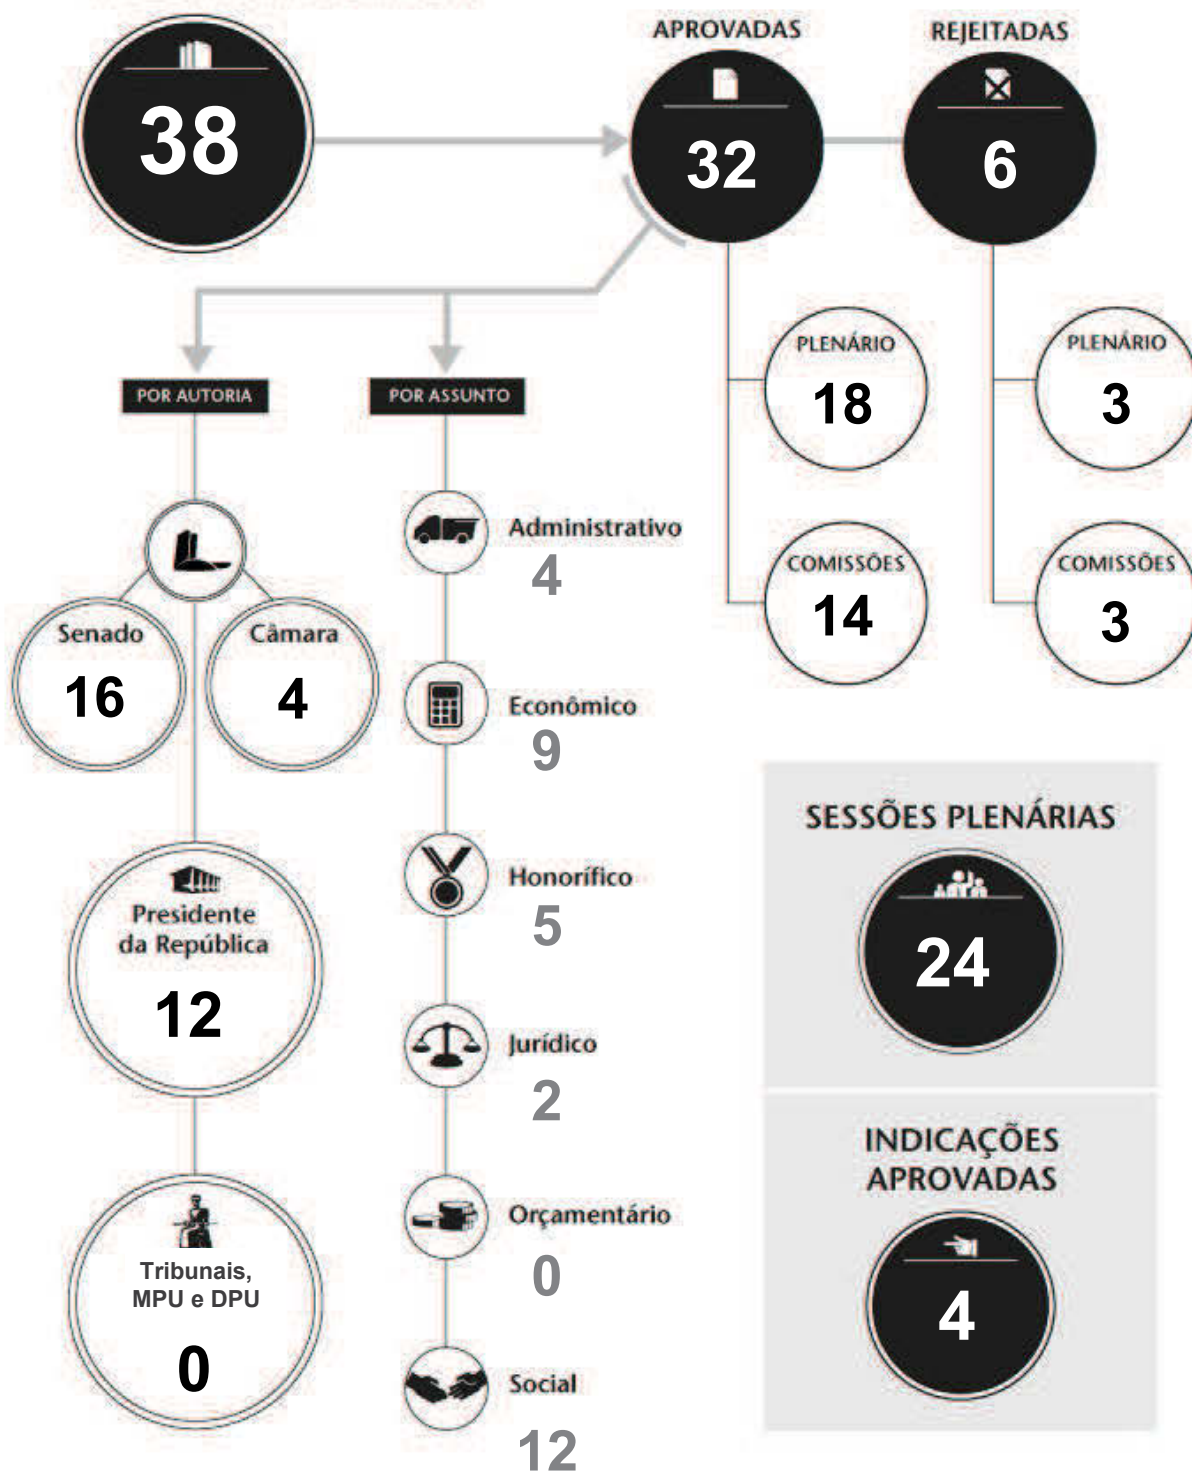 38
APROVADAS
32
REJEITADAS
6
PLENÁRIO
18
COMISSÕES
14
PLENÁRIO
3
COMISSÕES
3
POR AUTORIA
Senado
16
Câmara
4
Presidente
da República
12
Tribunais,
MPU e DPU
0
POR ASSUNTO
Administrativo
4
Econômico
9
Honorífico
5
Jurídico
2
Orçamentário
0
Social
12
SESSÕES PLENÁRIAS
24
INDICAÇÕES
APROVADAS
4